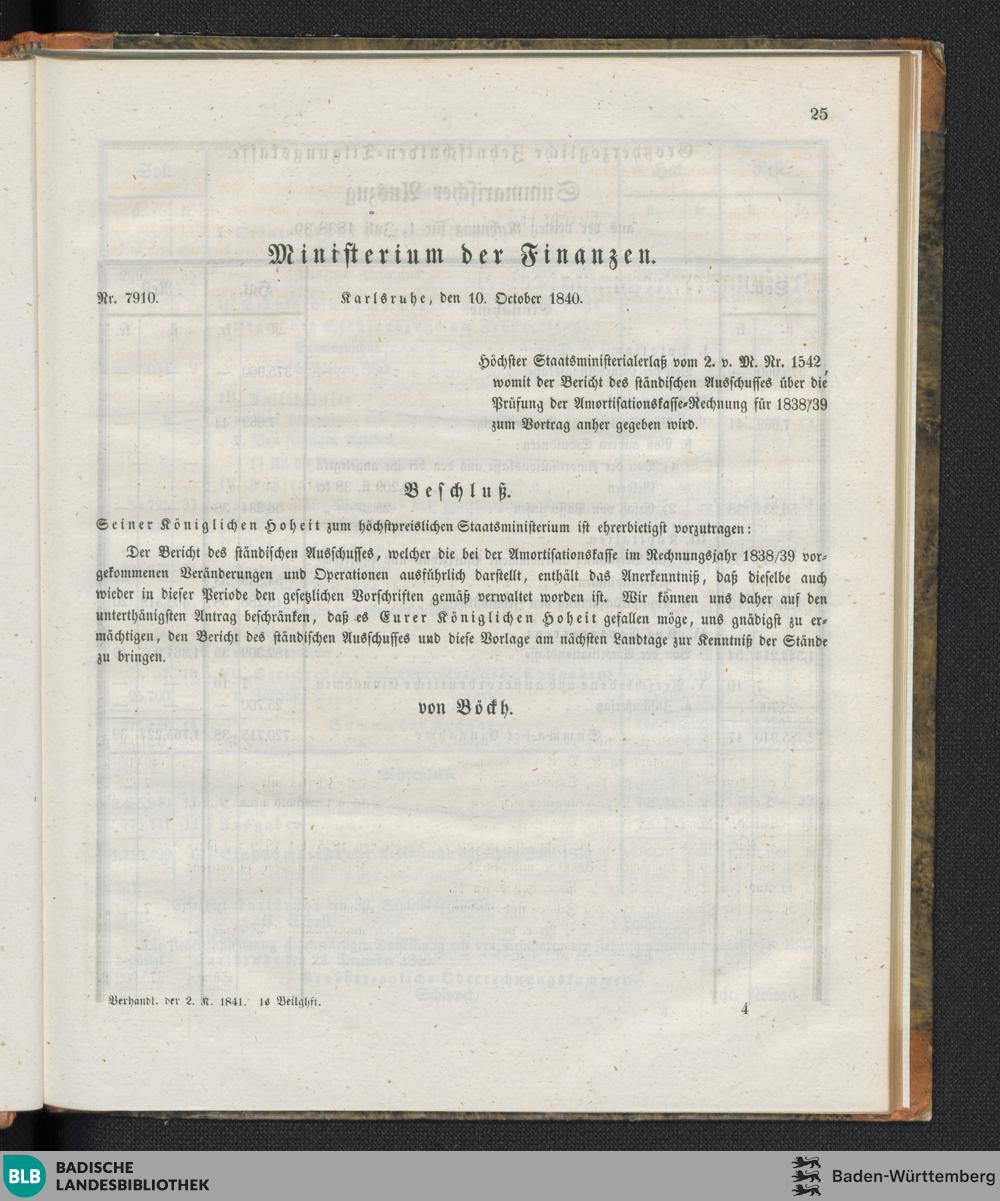 25
Ministerium der Finanzen.
Nr. 7910.
Karlsruhe, den 10. October 1840.
Höchster Staatsministerialerlaß vom 2. v. M. Nr. 1542,
womit der Bericht des ständischen Ausschusses über die
Prüfung der Amortisationskasse-Rechnung für 1838/39
zum Vortrag anher gegeben wird.
Beschluß.
Seiner Königlichen Hoheit zum höchstpreislichen Staatsministerium ist ehrerbietigst vorzutragen:
Der Bericht des ständischen Ausschusses, welcher die bei der Amortisationskasse im Rechnungsjahr 1838/39 vor-
gekommenen Veränderungen und Operationen ausführlich darstellt, enthält das Anerkenntniß, daß dieselbe auch
wieder in dieser Periode den gesetzlichen Vorschriften gemäß verwaltet worden ist. Wir können uns daher auf den
unterthänigsten Antrag beschränken, daß es Eurer Königlichen Hoheit gefallen möge, uns gnädigst zu er-
mächtigen, den Bericht des ständischen Ausschusses und diese Vorlage am nächsten Landtage zur Kenntniß der Stände
zu bringen.
von Böckh.
Verhandl. der 2. K. 1841. 1s Beilghft.
4
BLB BADISCHE
LANDESBIBLIOTHEK
Baden-Württemberg